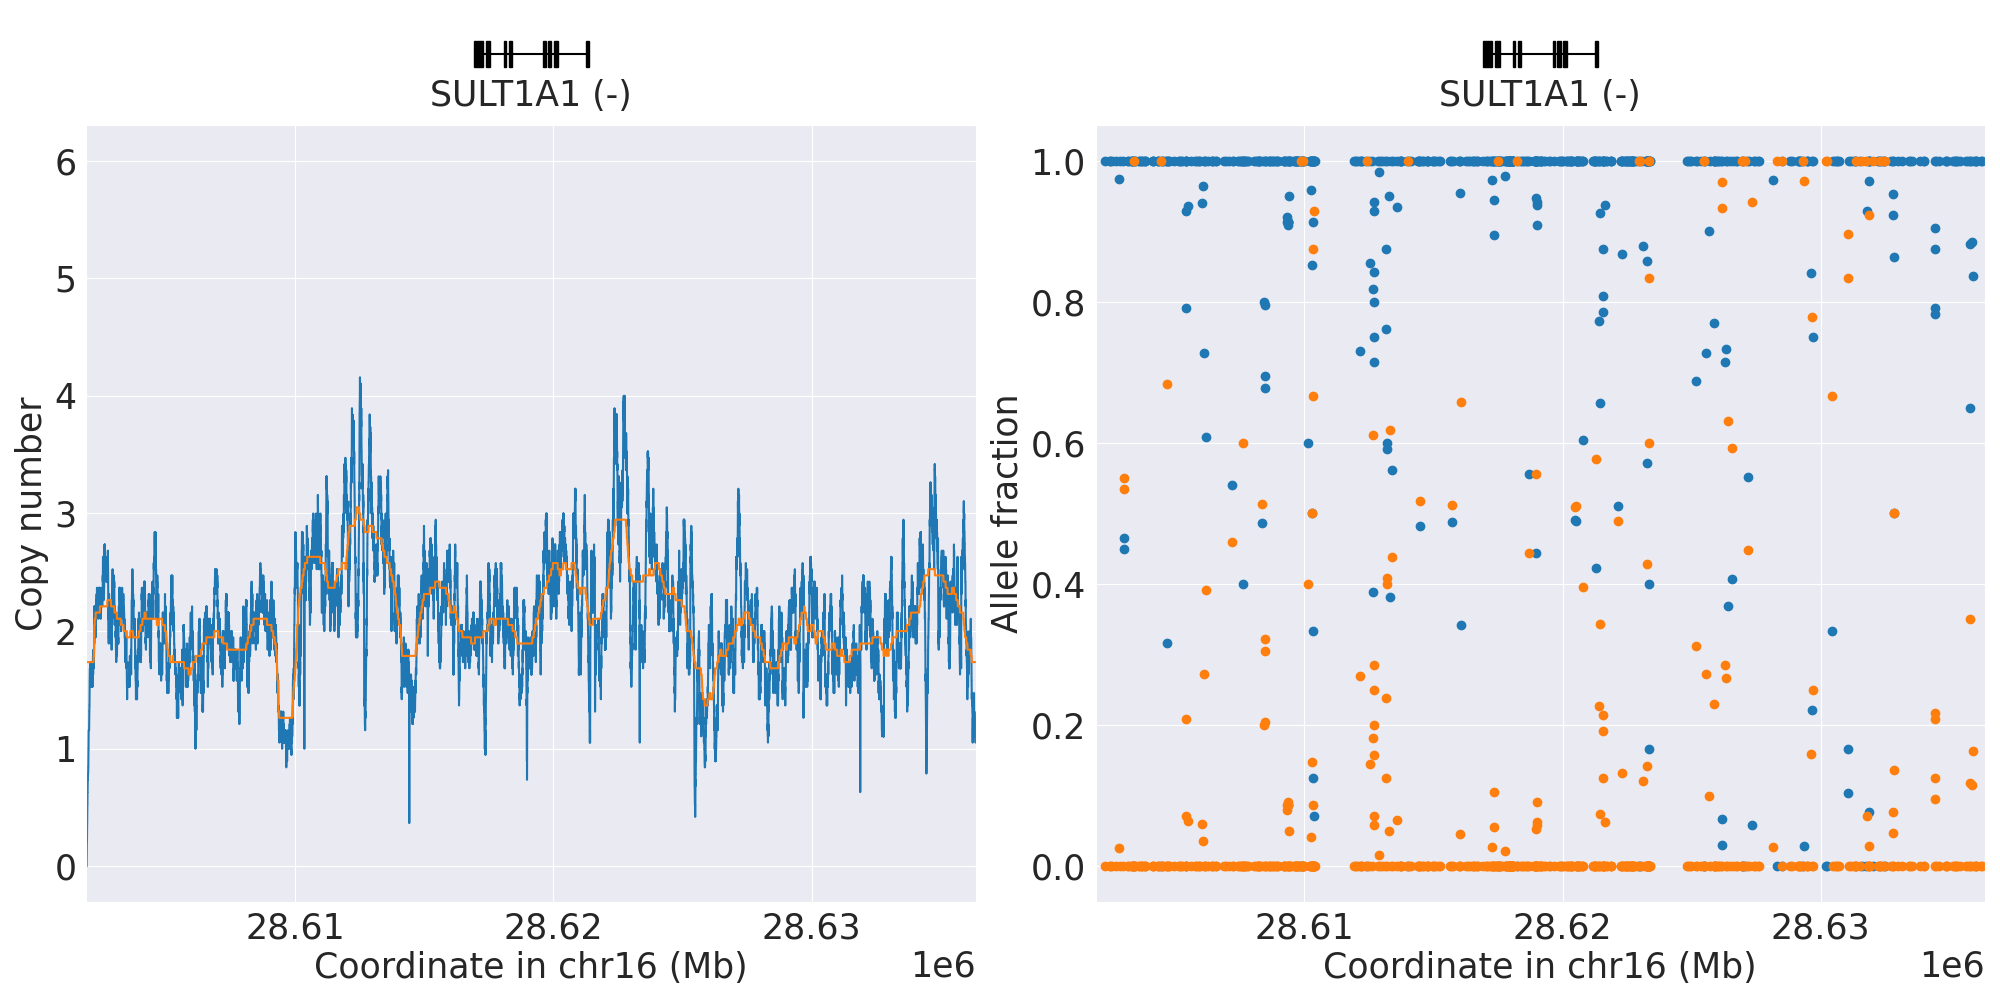 SULT1A1 (-)
Copy number
6
5
4
3
2
1
0
28.61
28.62
28.63
Coordinate in chr16 (Mb)
1e6
SULT1A1 (-)
Allele fraction
1.0
0.8
0.6
0.4
0.2
0.0
28.61
28.62
28.63
Coordinate in chr16 (Mb)
1e6